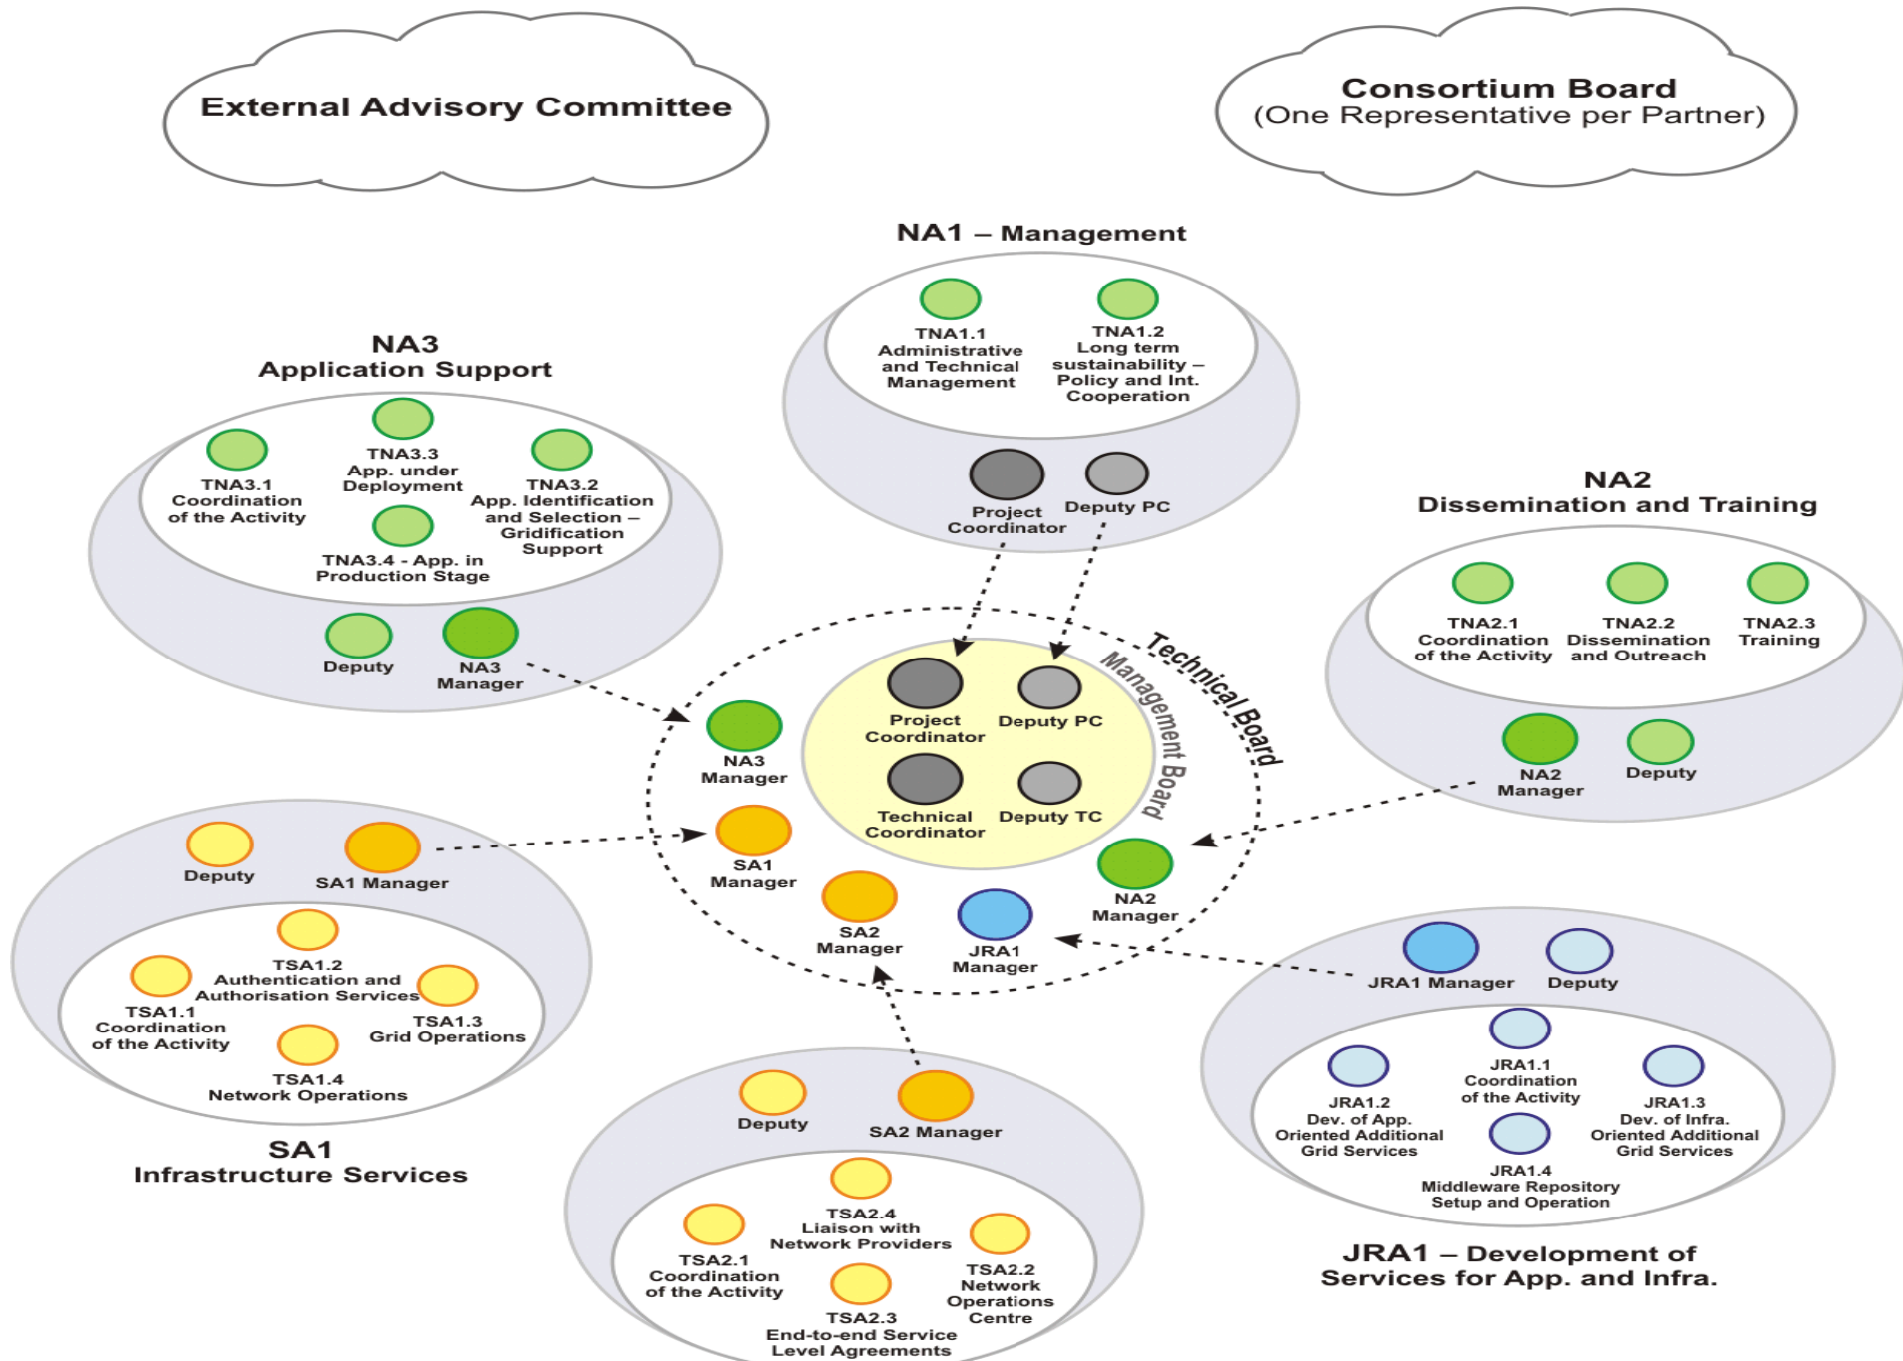 External Advisory Committee
Consortium Board
(One Representative per Partner)
NA1 – Management
TNA1.1
Administrative
and Technical
Management
TNA1.2
Long term
sustainability –
Policy and Int.
Cooperation
Project
Coordinator
Deputy PC
NA3
Application Support
TNA3.1
Coordination
of the Activity
TNA3.3
App. under
Deployment
TNA3.2
App. Identification
and Selection –
Gridification
Support
TNA3.4 - App. in
Production Stage
Deputy
NA3
Manager
NA2
Dissemination and Training
TNA2.1
Coordination
of the Activity
TNA2.2
Dissemination
and Outreach
TNA2.3
Training
NA2
Manager
Deputy
Technical Board
Management Board
Project
Coordinator
Deputy PC
Technical
Coordinator
Deputy TC
NA3
Manager
SA1
Manager
SA2
Manager
JRA1
Manager
NA2
Manager
Deputy
SA1 Manager
TSA1.2
Authentication and
Authorisation Services
TSA1.1
Coordination
of the Activity
TSA1.3
Grid Operations
TSA1.4
Network Operations
SA1
Infrastructure Services
Deputy
SA2 Manager
TSA2.4
Liaison with
Network Providers
TSA2.1
Coordination
of the Activity
TSA2.2
Network
Operations
Centre
TSA2.3
End-to-end Service
Level Agreements
JRA1 Manager
Deputy
JRA1.1
Coordination
of the Activity
JRA1.2
Dev. of App.
Oriented Additional
Grid Services
JRA1.3
Dev. of Infra.
Oriented Additional
Grid Services
JRA1.4
Middleware Repository
Setup and Operation
JRA1 – Development of
Services for App. and Infra.